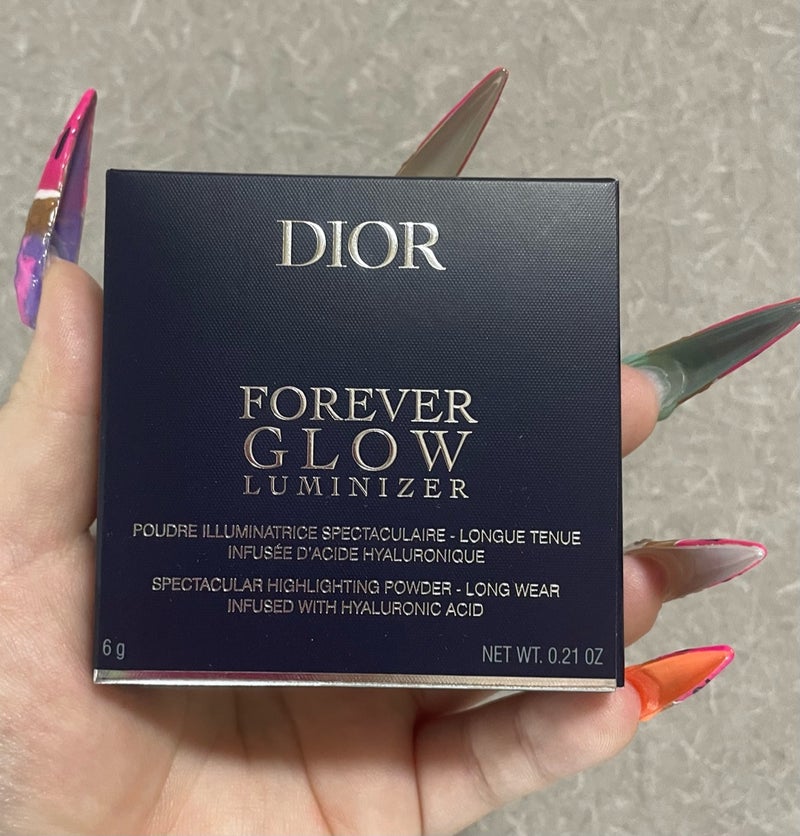 DIOR
FOREVER
GLOW
LUMINIZER
POUDRE ILLUMINATRICE SPECTACULAIRE - LONGUE TENUE
INFUSÉE D'ACIDE HYALURONIQUE
SPECTACULAR HIGHLIGHTING POWDER - LONG WEAR
INFUSED WITH HYALURONIC ACID
6 g NET WT. 0.21 OZ